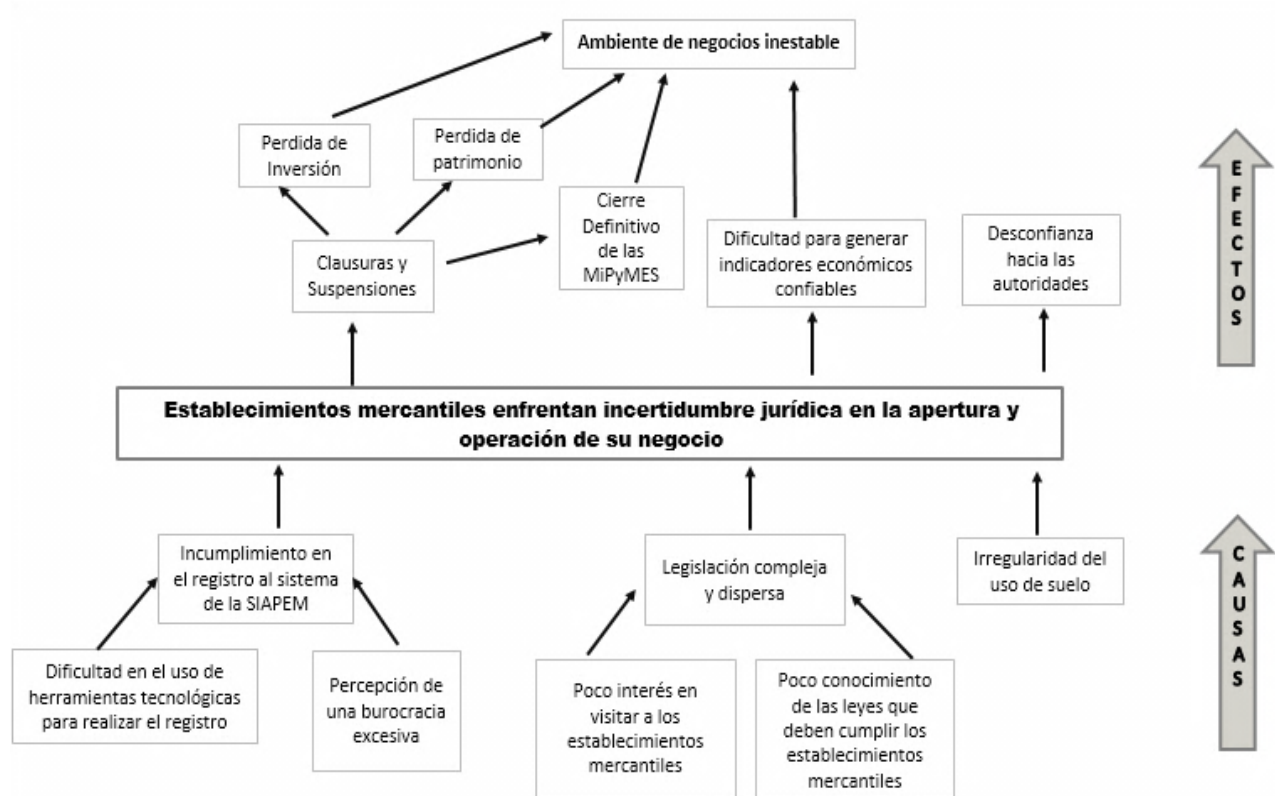 Ambiente de negocios inestable
Perdida de
Inversión
Perdida de
patrimonio
Clausuras y
Suspensiones
Cierre
Definitivo
de las
MiPyMES
Dificultad para generar
indicadores económicos
confiables
Desconfianza
hacia las
autoridades
EFECTOS
Establecimientos mercantiles enfrentan incertidumbre jurídica en la apertura y
operación de su negocio
Incumplimiento en
el registro al sistema
de la SIAPEM
Legislación compleja
y dispersa
Irregularidad del
uso de suelo
CAUSAS
Dificultad en el uso de
herramientas tecnológicas
para realizar el registro
Percepción de
una burocracia
excesiva
Poco interés en
visitar a los
establecimientos
mercantiles
Poco conocimiento
de las leyes que
deben cumplir los
establecimientos
mercantiles